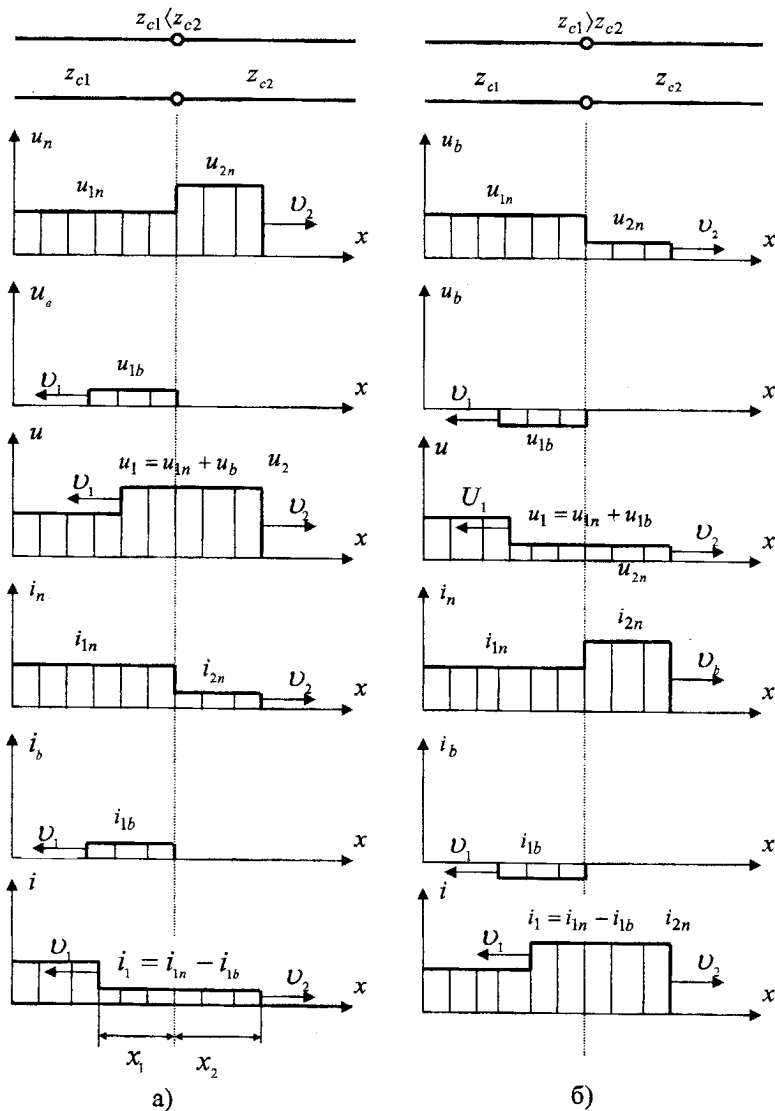 z_{c1}⟨z_{c2}
z_{c1} z_{c2}
u_n
u_{1n} u_{2n}
υ_2
x
u_в
u_{1b}
υ_1
x
u
u_1 = u_{1n} + u_b u_2
υ_1
υ_2
x
i_n
i_{1n}
i_{2n}
υ_2 x
i_b
i_{1b}
υ_1
x
i
υ_1 i_1 = i_{1n} − i_{1b} υ_2 x
x_1 x_2
а)
z_{c1}⟩z_{c2}
z_{c1} z_{c2}
u_b
u_{1n}
u_{2n} υ_2
x
u_b
υ_1
x
u_{1b}
u
U_1 u_1 = u_{1n} + u_{1b}
υ_2 x
u_{2n}
i_n
i_{1n} i_{2n}
υ_b x
i_b
υ_1 i_{1b} x
i
i_1 = i_{1n} − i_{1b} i_{2n}
υ_1
υ_2 x
б)